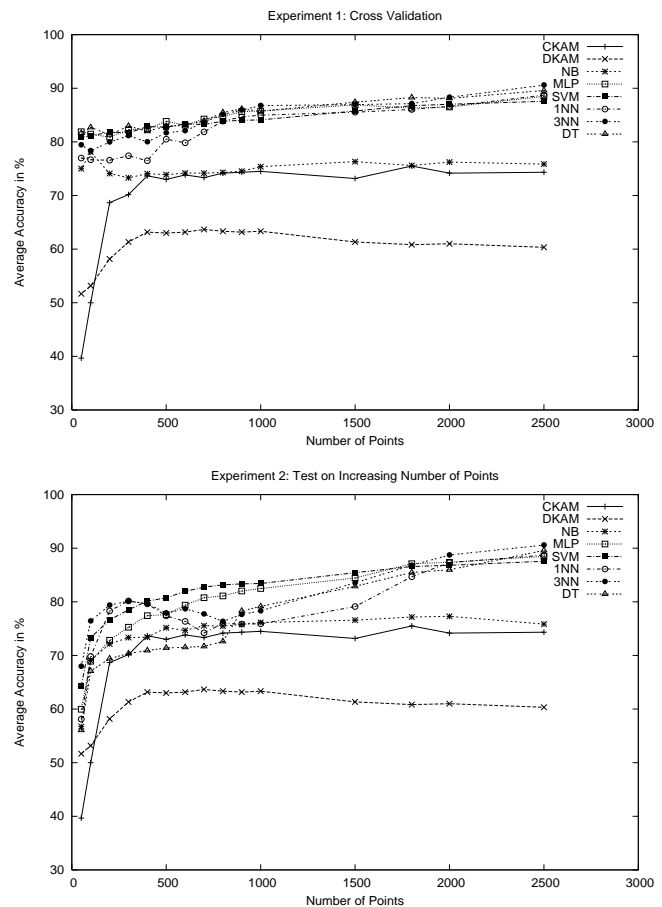 Experiment 1: Cross Validation
100
90
80
70
60
50
40
30
Average Accuracy in %
0 500 1000 1500 2000 2500 3000
Number of Points
CKAM
DKAM
NB
MLP
SVM
1NN
3NN
DT
Experiment 2: Test on Increasing Number of Points
100
90
80
70
60
50
40
30
Average Accuracy in %
0 500 1000 1500 2000 2500 3000
Number of Points
CKAM
DKAM
NB
MLP
SVM
1NN
3NN
DT